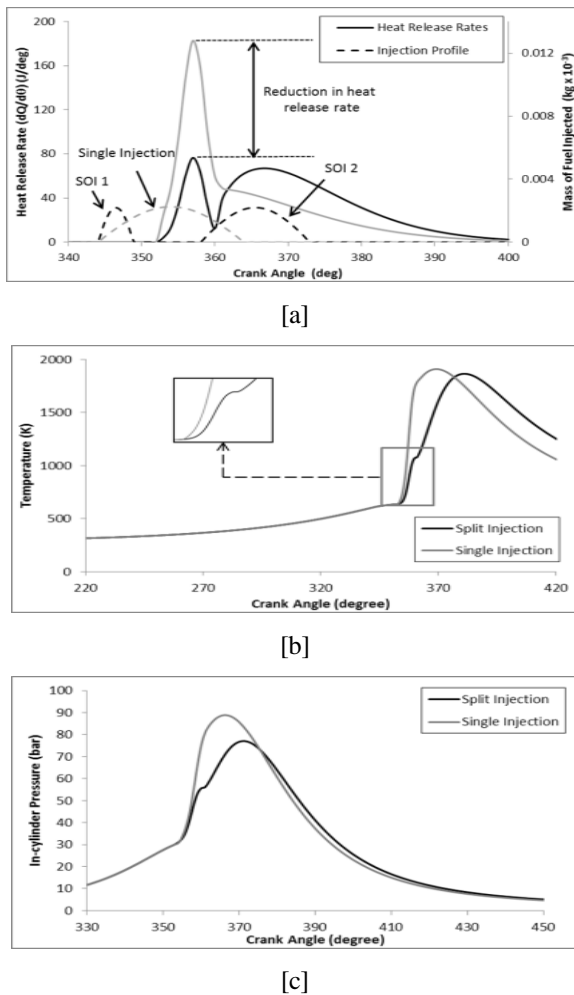 200
160
120
80
40
0
Heat Release Rate (dQ/dθ) (J/deg)
Heat Release Rates
Injection Profile
Reduction in heat
release rate
Single Injection
SOI 1
SOI 2
0.012
0.008
0.004
0
Mass of Fuel Injected (kg x 10⁻³)
340 350 360 370 380 390 400
Crank Angle (deg)
[a]
2000
1500
1000
500
0
Temperature (K)
Split Injection
Single Injection
220 270 320 370 420
Crank Angle (degree)
[b]
100
90
80
70
60
50
40
30
20
10
0
In-cylinder Pressure (bar)
Split Injection
Single Injection
330 350 370 390 410 430 450
Crank Angle (degree)
[c]